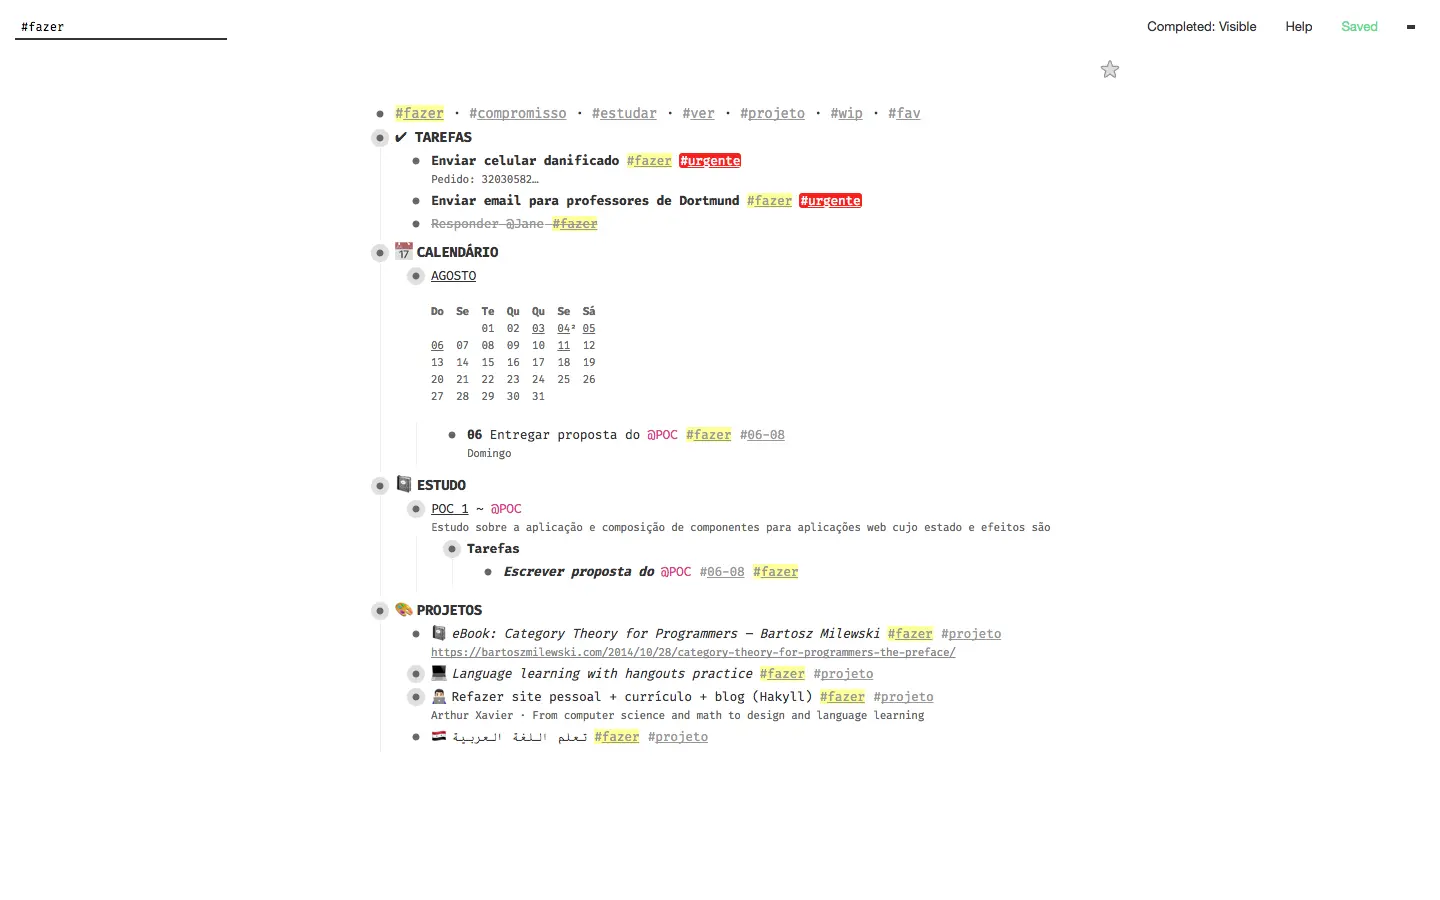 #fazer
Completed: Visible Help Saved
#fazer · #compromisso · #estudar · #ver · #projeto · #wip · #fav
✔ TAREFAS
Enviar celular danificado #fazer #urgente
Pedido: 32030582…
Enviar email para professores de Dortmund #fazer #urgente
Responder @Jane #fazer
📅 CALENDÁRIO
AGOSTO
Do Se Te Qu Qu Se Sá
01 02 03 04² 05
06 07 08 09 10 11 12
13 14 15 16 17 18 19
20 21 22 23 24 25 26
27 28 29 30 31
06 Entregar proposta do @POC #fazer #06-08
Domingo
📓 ESTUDO
POC 1 ~ @POC
Estudo sobre a aplicação e composição de componentes para aplicações web cujo estado e efeitos são
Tarefas
Escrever proposta do @POC #06-08 #fazer
🎨 PROJETOS
📓 eBook: Category Theory for Programmers — Bartosz Milewski #fazer #projeto
https://bartoszmilewski.com/2014/10/28/category-theory-for-programmers-the-preface/
💻 Language learning with hangouts practice #fazer #projeto
👨🏻‍💻 Refazer site pessoal + currículo + blog (Hakyll) #fazer #projeto
Arthur Xavier · From computer science and math to design and language learning
تعلم اللغة العربية #fazer #projeto